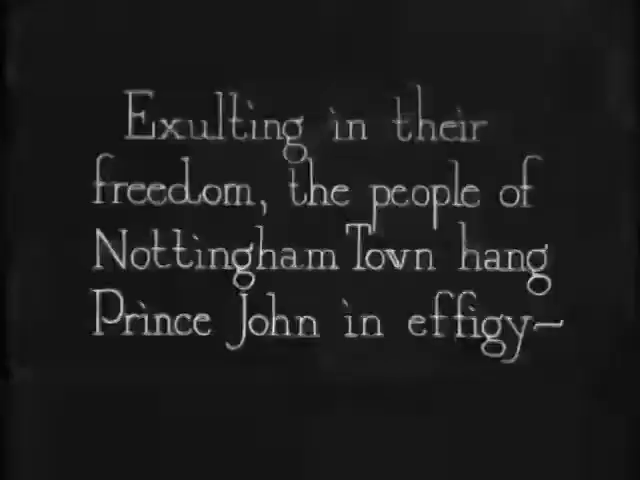 Exulting in their
freedom, the people of
Nottingham Town hang
Prince John in effigy—